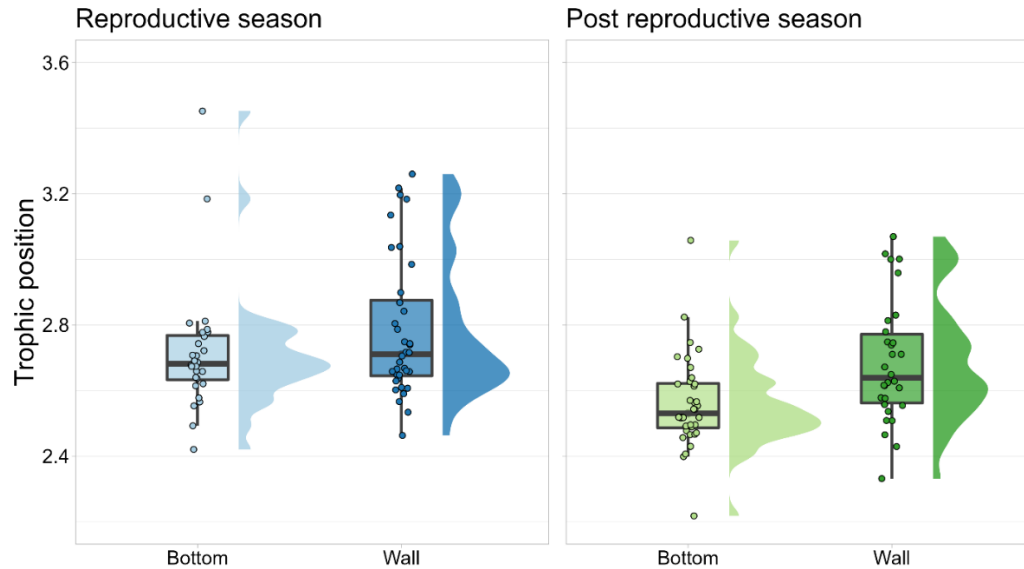 Reproductive season
Post reproductive season
Trophic position
3.6
3.2
2.8
2.4
Bottom
Wall
Bottom
Wall